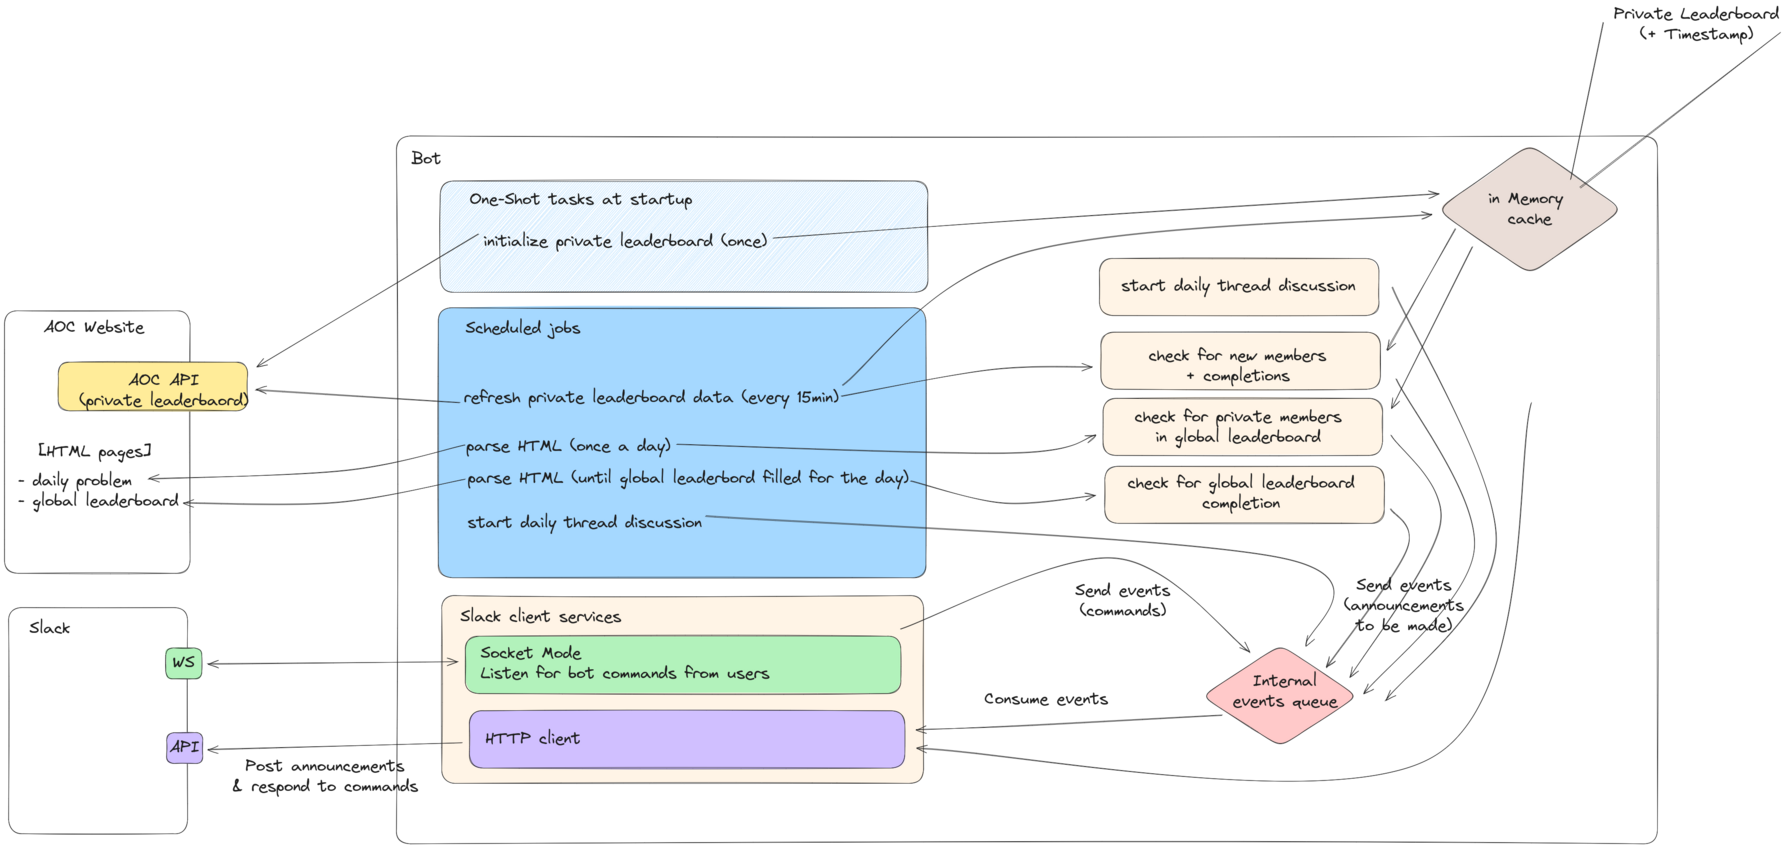 Private Leaderboard
(+ Timestamp)
Bot
One-Shot tasks at startup
initialize private leaderboard (once)
in Memory
cache
start daily thread discussion
AOC Website
AOC API
(private leaderbaord)
[HTML pages]
- daily problem
- global leaderboard
Scheduled jobs
refresh private leaderboard data (every 15min)
parse HTML (once a day)
parse HTML (until global leaderbord filled for the day)
start daily thread discussion
check for new members
+ completions
check for private members
in global leaderboard
check for global leaderboard
completion
Send events
(commands)
Send events
(announcements
to be made)
Slack
WS
API
Slack client services
Socket Mode
Listen for bot commands from users
HTTP client
Consume events
Internal
events queue
Post announcements
& respond to commands